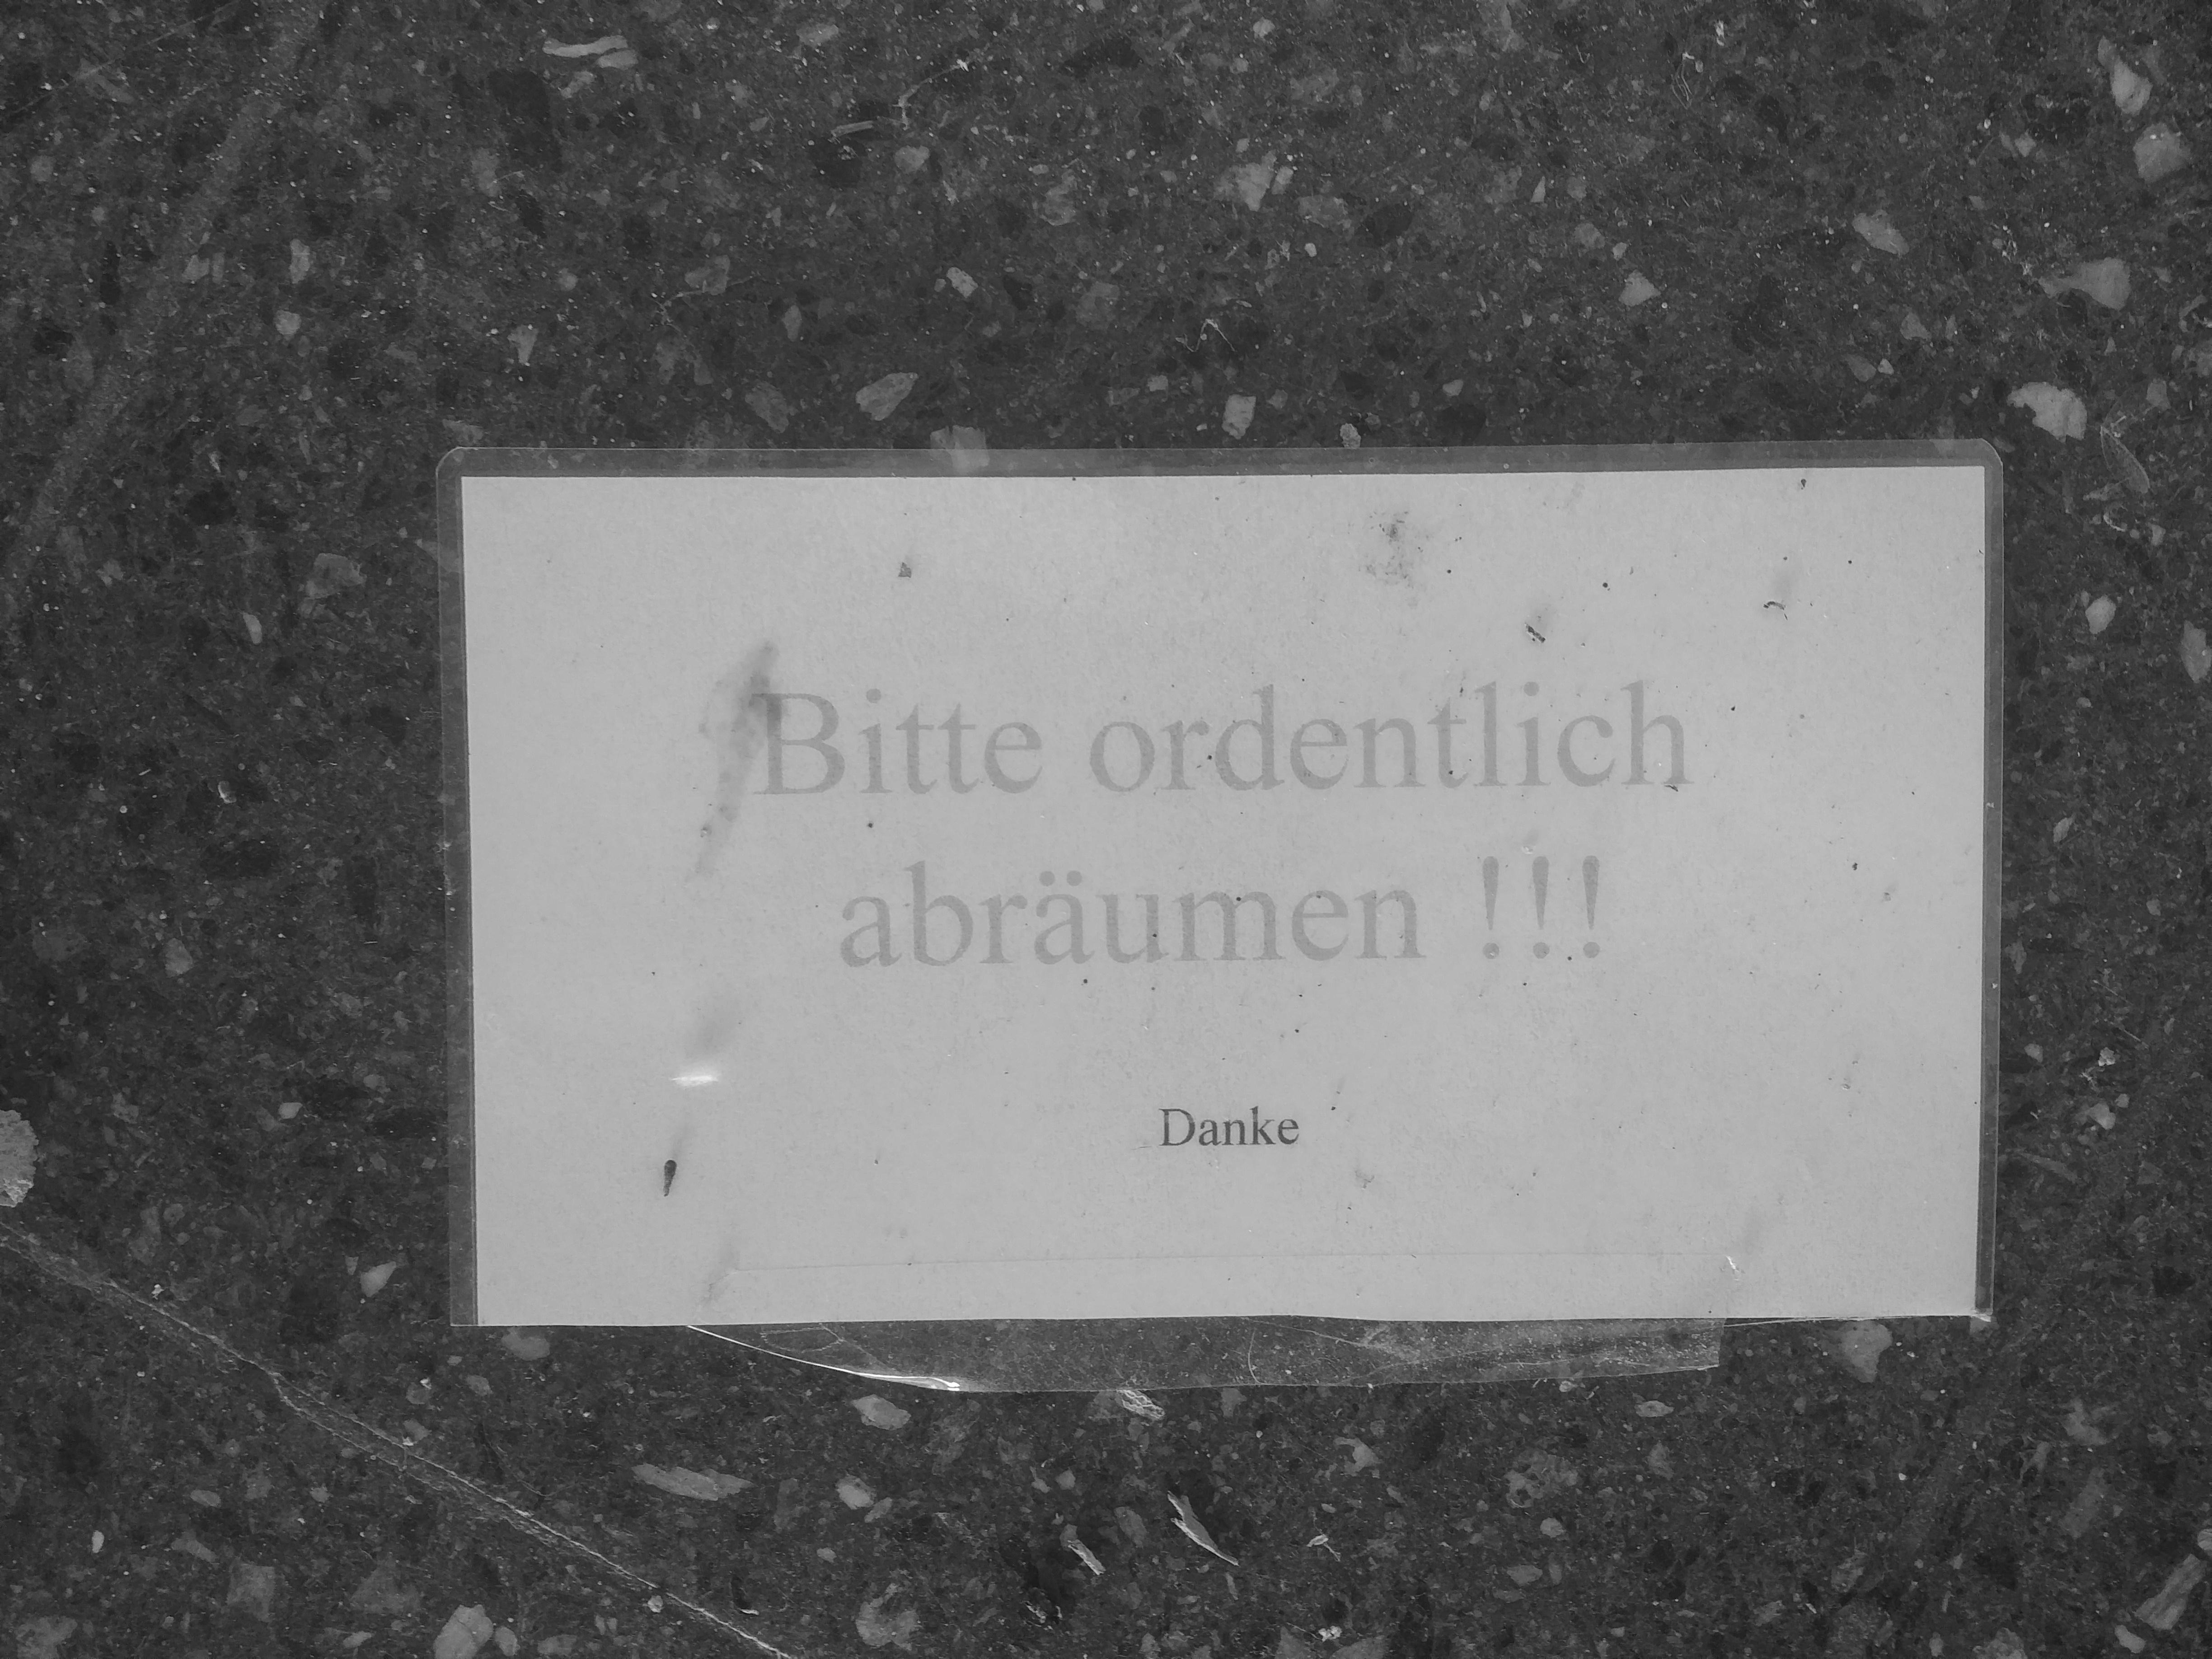 Bitte ordentlich
abräumen !!!
Danke